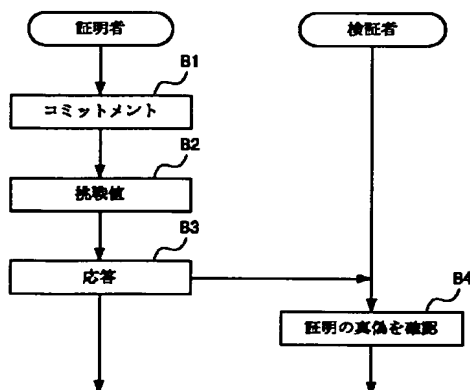 証明者
検証者
B1
コミットメント
B2
挑戦値
B3
応答
B4
証明の真偽を確認